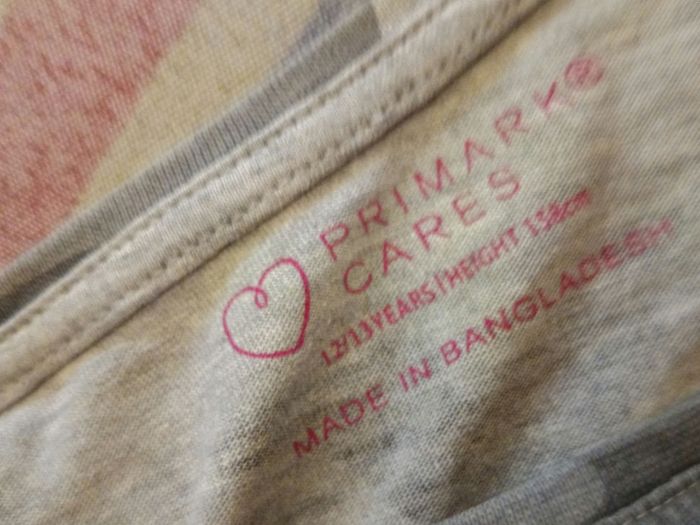 PRIMARK®
CARES
12/13 YEARS | HEIGHT 158cm
MADE IN BANGLADESH